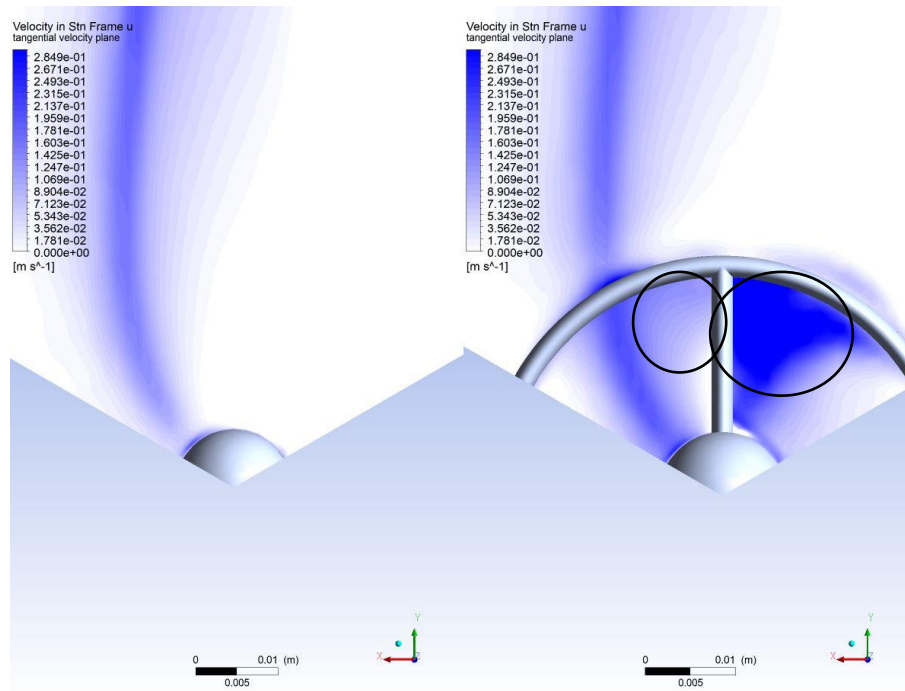 Velocity in Stn Frame u
tangential velocity plane
2.849e-01
2.671e-01
2.493e-01
2.315e-01
2.137e-01
1.959e-01
1.781e-01
1.603e-01
1.425e-01
1.247e-01
1.069e-01
8.904e-02
7.123e-02
5.343e-02
3.562e-02
1.781e-02
0.000e+00
[m s^-1]
0 0.01 (m)
0.005
Y
X Z
Velocity in Stn Frame u
tangential velocity plane
2.849e-01
2.671e-01
2.493e-01
2.315e-01
2.137e-01
1.959e-01
1.781e-01
1.603e-01
1.425e-01
1.247e-01
1.069e-01
8.904e-02
7.123e-02
5.343e-02
3.562e-02
1.781e-02
0.000e+00
[m s^-1]
0 0.01 (m)
0.005
Y
X Z